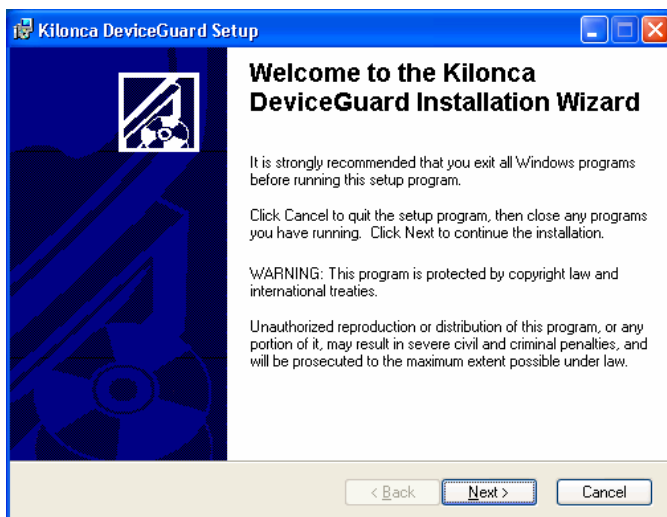 Kilonca DeviceGuard Setup
Welcome to the Kilonca
DeviceGuard Installation Wizard
It is strongly recommended that you exit all Windows programs
before running this setup program.
Click Cancel to quit the setup program, then close any programs
you have running.  Click Next to continue the installation.
WARNING: This program is protected by copyright law and
international treaties.
Unauthorized reproduction or distribution of this program, or any
portion of it, may result in severe civil and criminal penalties, and
will be prosecuted to the maximum extent possible under law.
< Back Next > Cancel